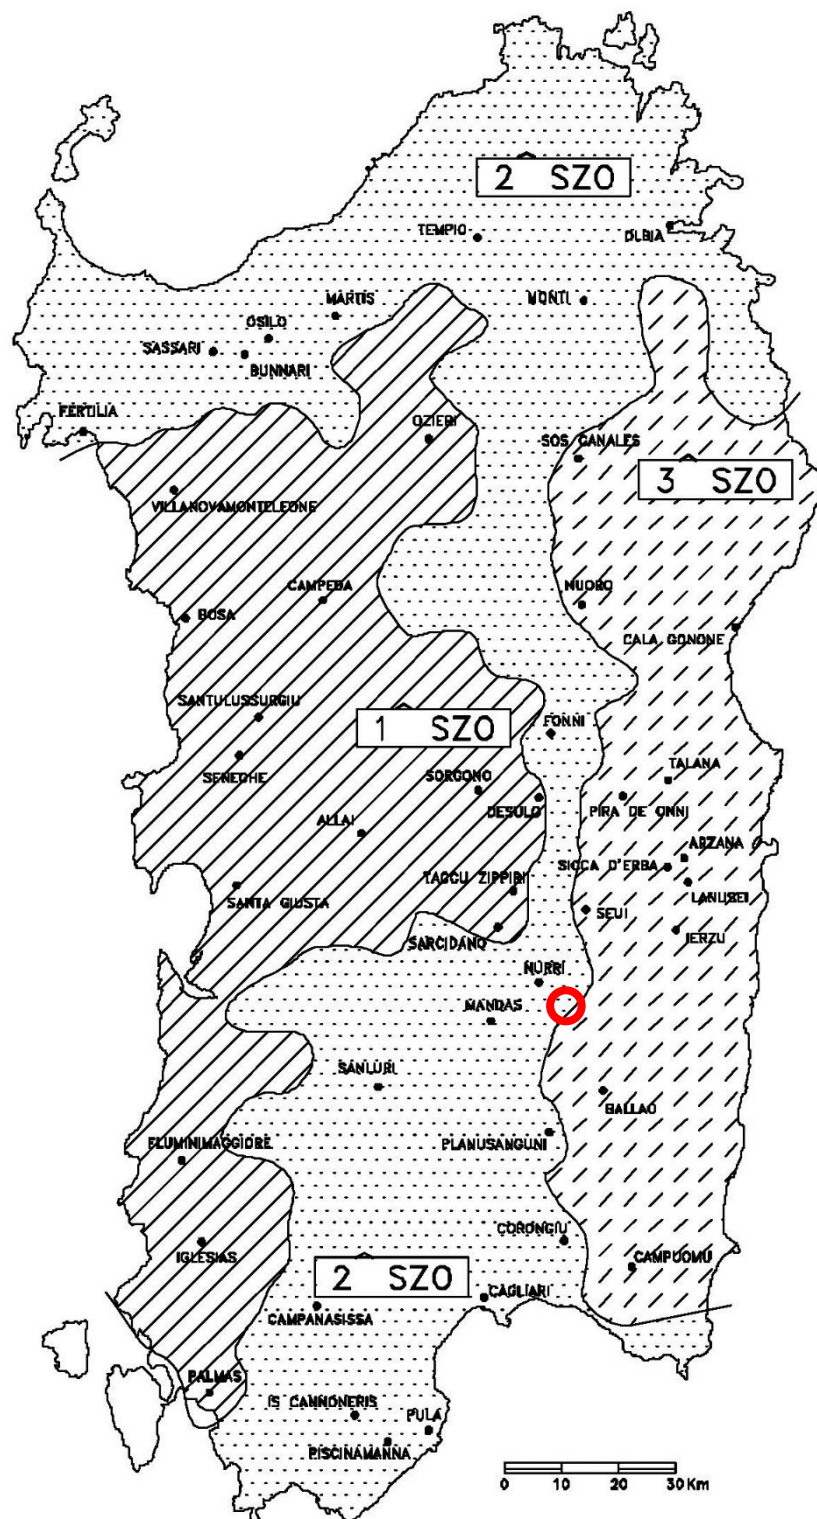 2^ SZO
TEMPIO
OLBIA
MONTI
MARTIS
OSILO
SASSARI
BUNNARI
FERTILIA
OZIERI
SOS CANALES
3^ SZO
VILLANOVAMONTELEONE
CAMPEDA
NUORO
BOSA
CALA GONONE
SANTULUSSURGIU
1^ SZO
FONNI
SENEGHE
TALANA
SORGONO
DESULO
PIRA DE ONNI
ALLAI
ARZANA
SICCA D'ERBA
TACCU ZIPPIRI
LANUSEI
SANTA GIUSTA
SEUI
SARCIDANO
JERZU
NURRI
MANDAS
SANLURI
BALLAO
FLUMINIMAGGIORE
PLANUSANGUNI
CORONGIU
IGLESIAS
CAMPUOMU
2^ SZO
CAGLIARI
CAMPANASISSA
PALMAS
IS CANNONERIS
PULA
PISCINAMANNA
0 10 20 30 Km